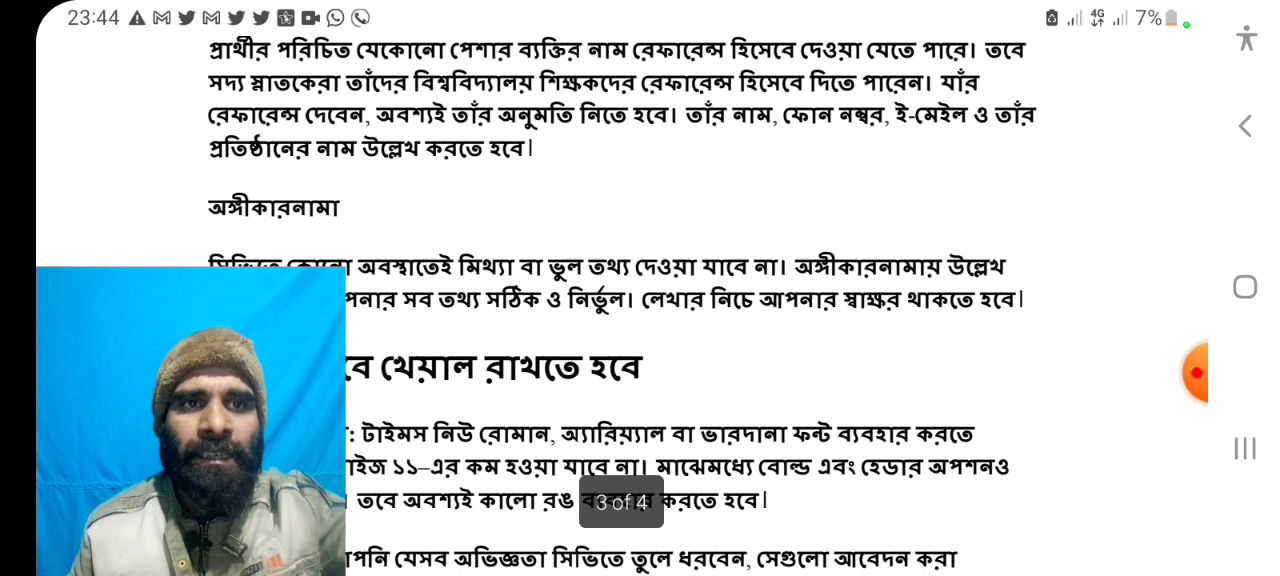 23:44
4G
7%
প্রার্থীর পরিচিত যেকোনো পেশার ব্যক্তির নাম রেফারেন্স হিসেবে দেওয়া যেতে পারে। তবে
সদ্য স্নাতকেরা তাঁদের বিশ্ববিদ্যালয় শিক্ষকদের রেফারেন্স হিসেবে দিতে পারেন। যাঁর
রেফারেন্স দেবেন, অবশ্যই তাঁর অনুমতি নিতে হবে। তাঁর নাম, ফোন নম্বর, ই-মেইল ও তাঁর
প্রতিষ্ঠানের নাম উল্লেখ করতে হবে।
অঙ্গীকারনামা
অবস্থাতেই মিথ্যা বা ভুল তথ্য দেওয়া যাবে না। অঙ্গীকারনামায় উল্লেখ
পনার সব তথ্য সঠিক ও নির্ভুল। লেখার নিচে আপনার স্বাক্ষর থাকতে হবে।
বে খেয়াল রাখতে হবে
: টাইমস নিউ রোমান, অ্যারিয়্যাল বা ভারদানা ফন্ট ব্যবহার করতে
াইজ ১১–এর কম হওয়া যাবে না। মাঝেমধ্যে বোল্ড এবং হেডার অপশনও
। তবে অবশ্যই কালো রঙ করতে হবে।
3 of 4
পনি যেসব অভিজ্ঞতা সিভিতে তুলে ধরবেন, সেগুলো আবেদন করা